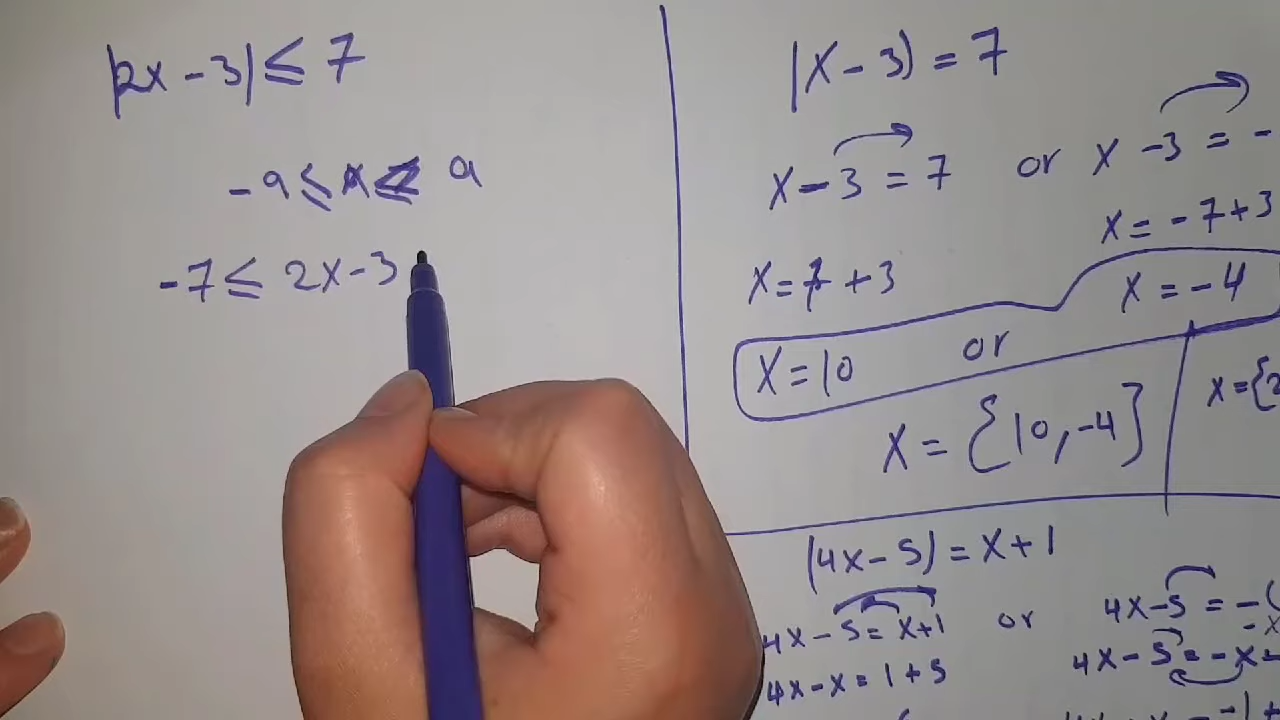 |2x - 3| ≤ 7
-a ≤ x ≤ a
-7 ≤ 2x - 3
|x - 3| = 7
x - 3 = 7 or x - 3 = -
x = 7 + 3
x = -7 + 3
x = 10 or x = -4
x = {10, -4}
x = {2
|4x - 5| = x + 1
4x - 5 = x + 1 or 4x - 5 = -(
4x - x = 1 + 5
4x - 5 = -x